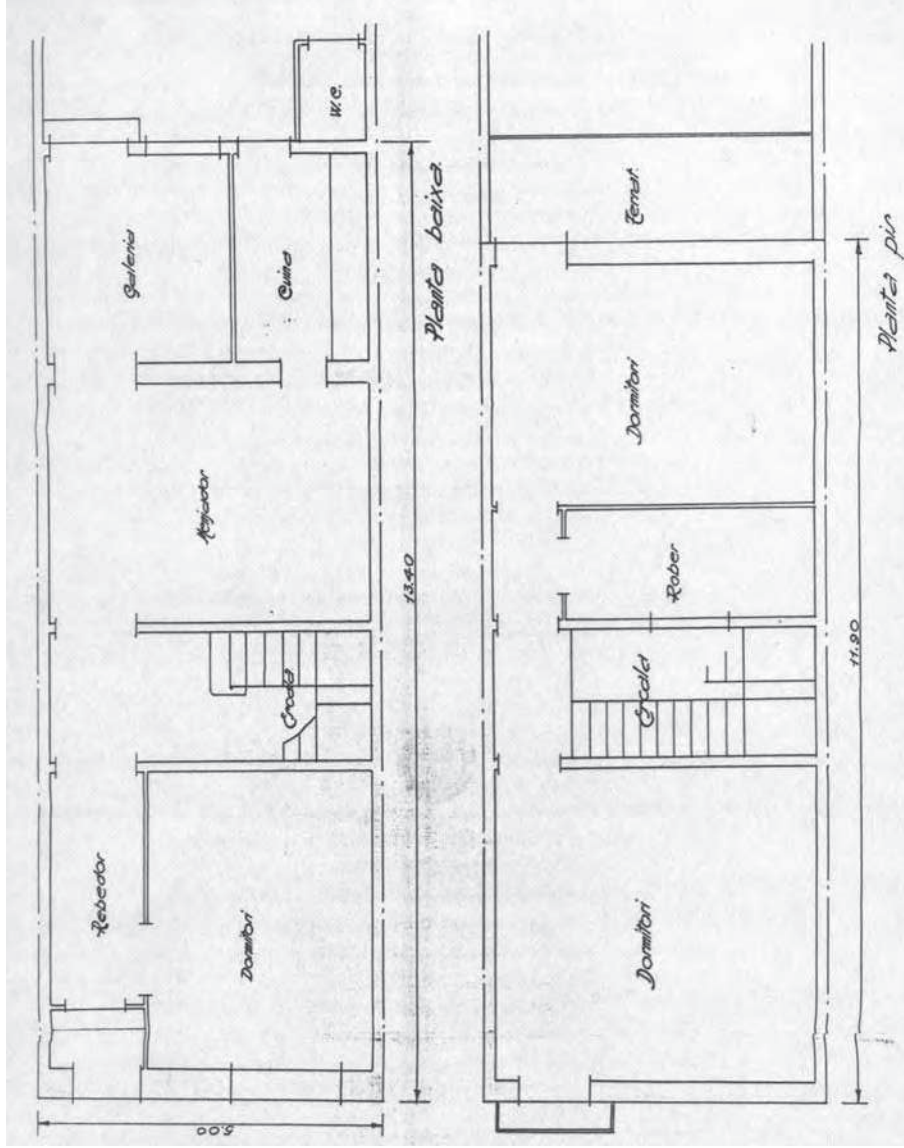 W.C.
Galeria
Cuina
Menjador
Escala
Rebedor
Dormitori
5.00
13.40
Planta baixa.
Terrat.
Dormitori
Rober
Escala
Dormitori
11.90
Planta pis